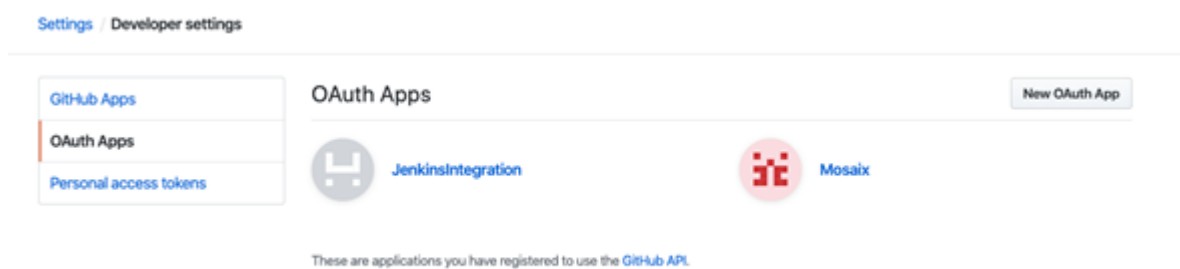 Settings / Developer settings
GitHub Apps
OAuth Apps
Personal access tokens
OAuth Apps
New OAuth App
JenkinsIntegration
Mosaix
These are applications you have registered to use the GitHub API.